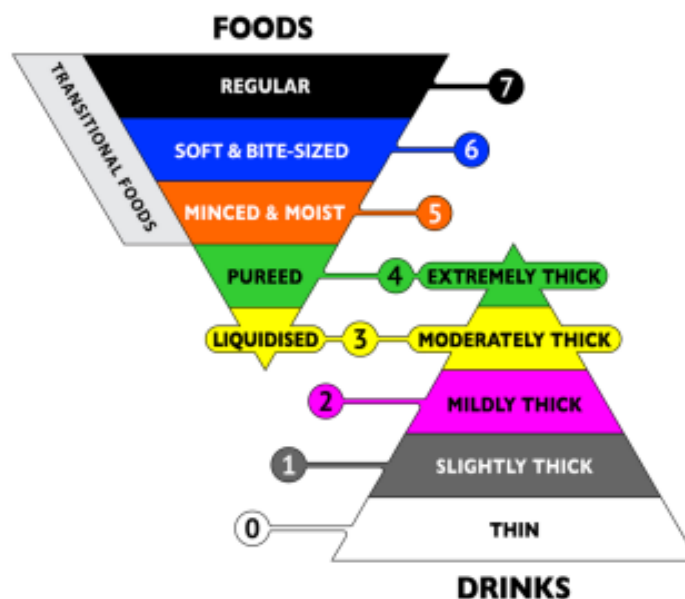 FOODS
TRANSITIONAL FOODS
REGULAR
7
SOFT & BITE-SIZED
6
MINCED & MOIST
5
PUREED
4
EXTREMELY THICK
LIQUIDISED
3
MODERATELY THICK
2
MILDLY THICK
1
SLIGHTLY THICK
0
THIN
DRINKS